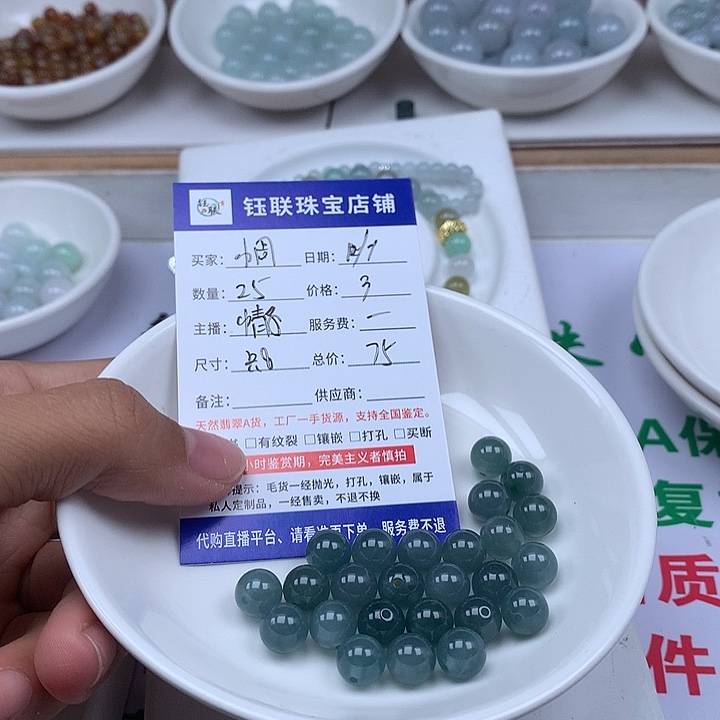 钰联珠宝店铺
买家： 日期：
数量：25 价格：3
主播： 服务费：一
尺寸： 总价：75
备注： 供应商：
天然翡翠A货，工厂一手货源，支持全国鉴定。
□有纹裂 □镶嵌 □打孔 □买断
小时鉴赏期，完美主义者慎拍
提示：毛货一经抛光，打孔，镶嵌，属于
私人定制品，一经售卖，不退不换
代购直播平台、请看准再下单，服务费不退
A保
复
质
件